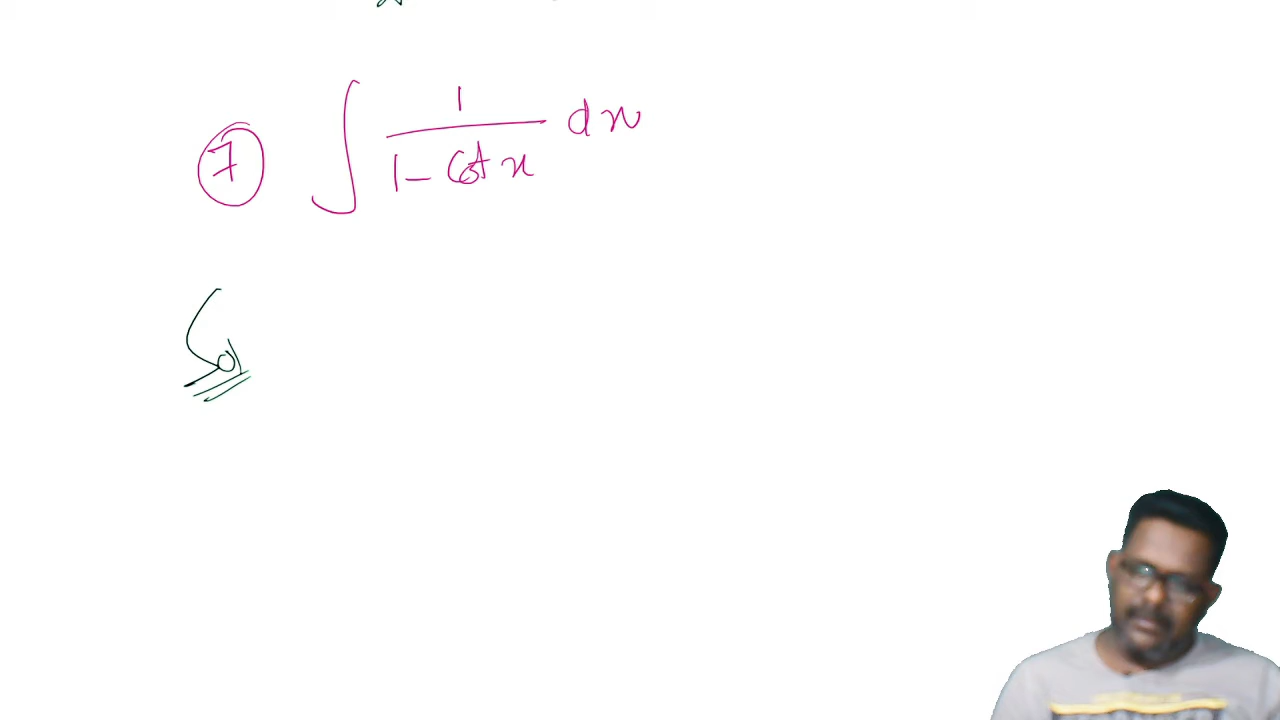 ⑦ ∫ 1/(1 - cot x) dx
Sol